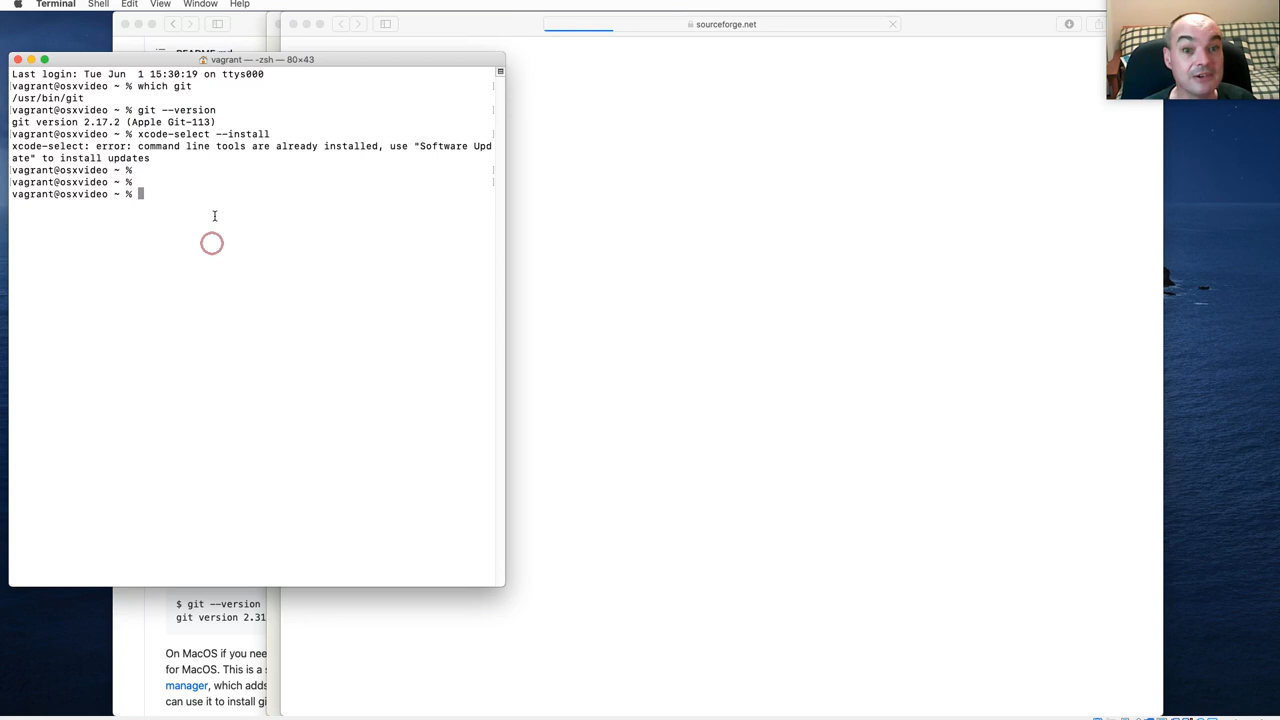 Terminal Shell Edit View Window Help
sourceforge.net
README.md
vagrant — -zsh — 80×43
Last login: Tue Jun  1 15:30:19 on ttys000
vagrant@osxvideo ~ % which git
/usr/bin/git
vagrant@osxvideo ~ % git --version
git version 2.17.2 (Apple Git-113)
vagrant@osxvideo ~ % xcode-select --install
xcode-select: error: command line tools are already installed, use "Software Upd
ate" to install updates
vagrant@osxvideo ~ %
vagrant@osxvideo ~ %
vagrant@osxvideo ~ %
$ git --version
git version 2.31
On MacOS if you nee
for MacOS. This is a s
manager, which adds
can use it to install gi